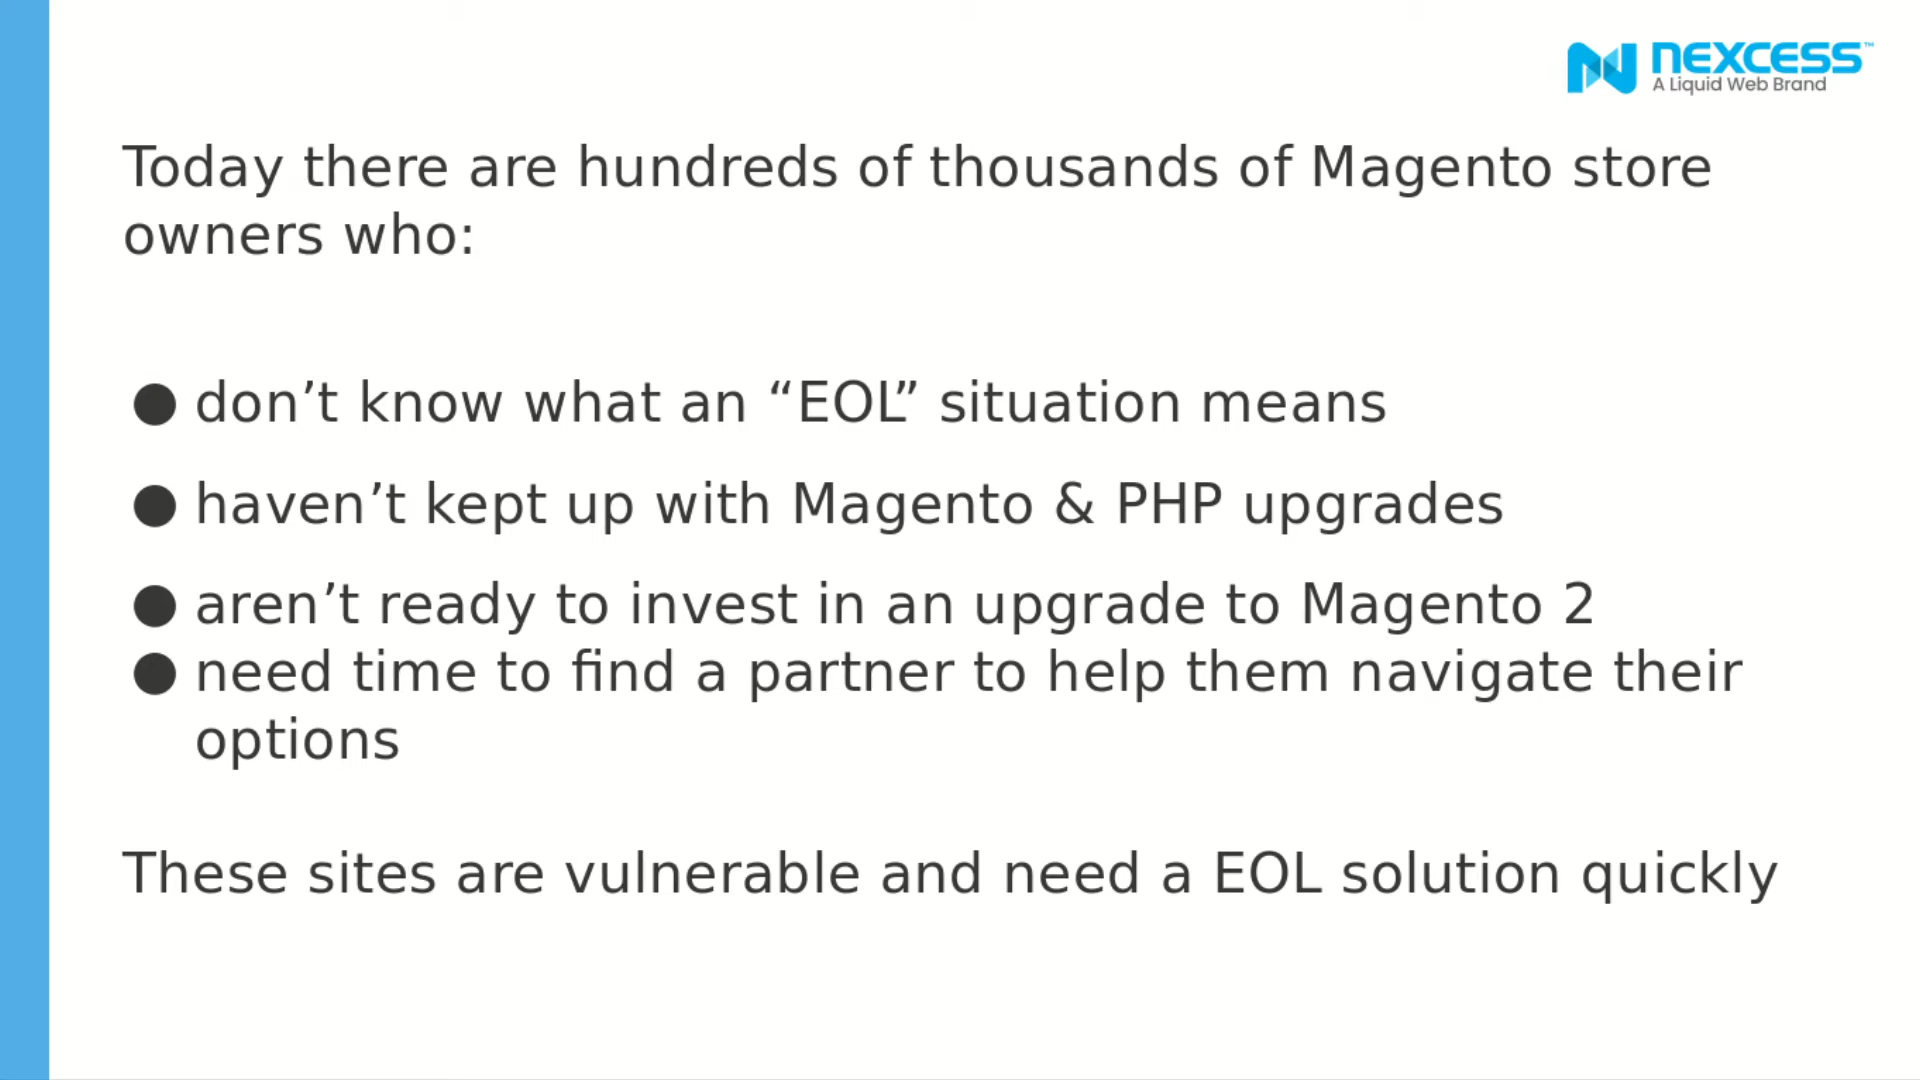 nexcess™
A Liquid Web Brand
Today there are hundreds of thousands of Magento store
owners who:
● don’t know what an “EOL” situation means
● haven’t kept up with Magento & PHP upgrades
● aren’t ready to invest in an upgrade to Magento 2
● need time to find a partner to help them navigate their
options
These sites are vulnerable and need a EOL solution quickly